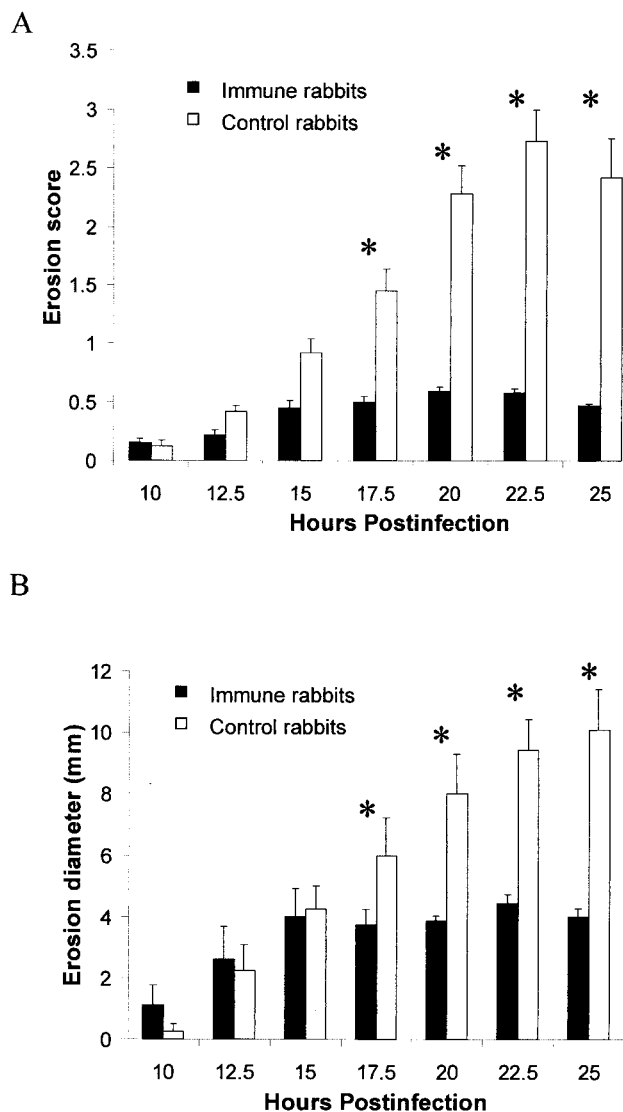 A
Erosion score
3.5
3
2.5
2
1.5
1
0.5
0
■ Immune rabbits
□ Control rabbits
* * * *
10 12.5 15 17.5 20 22.5 25
Hours Postinfection
B
Erosion diameter (mm)
12
10
8
6
4
2
0
■ Immune rabbits
□ Control rabbits
* * * *
10 12.5 15 17.5 20 22.5 25
Hours Postinfection